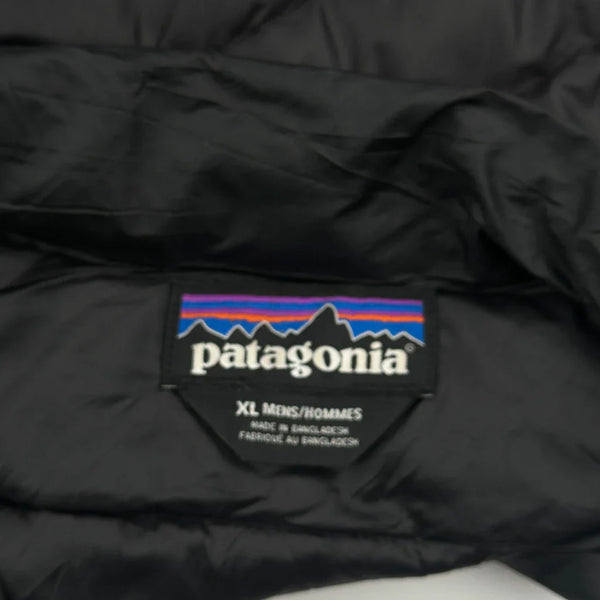 patagonia®
XL MENS/HOMMES
MADE IN BANGLADESH
FABRIQUÉ AU BANGLADESH